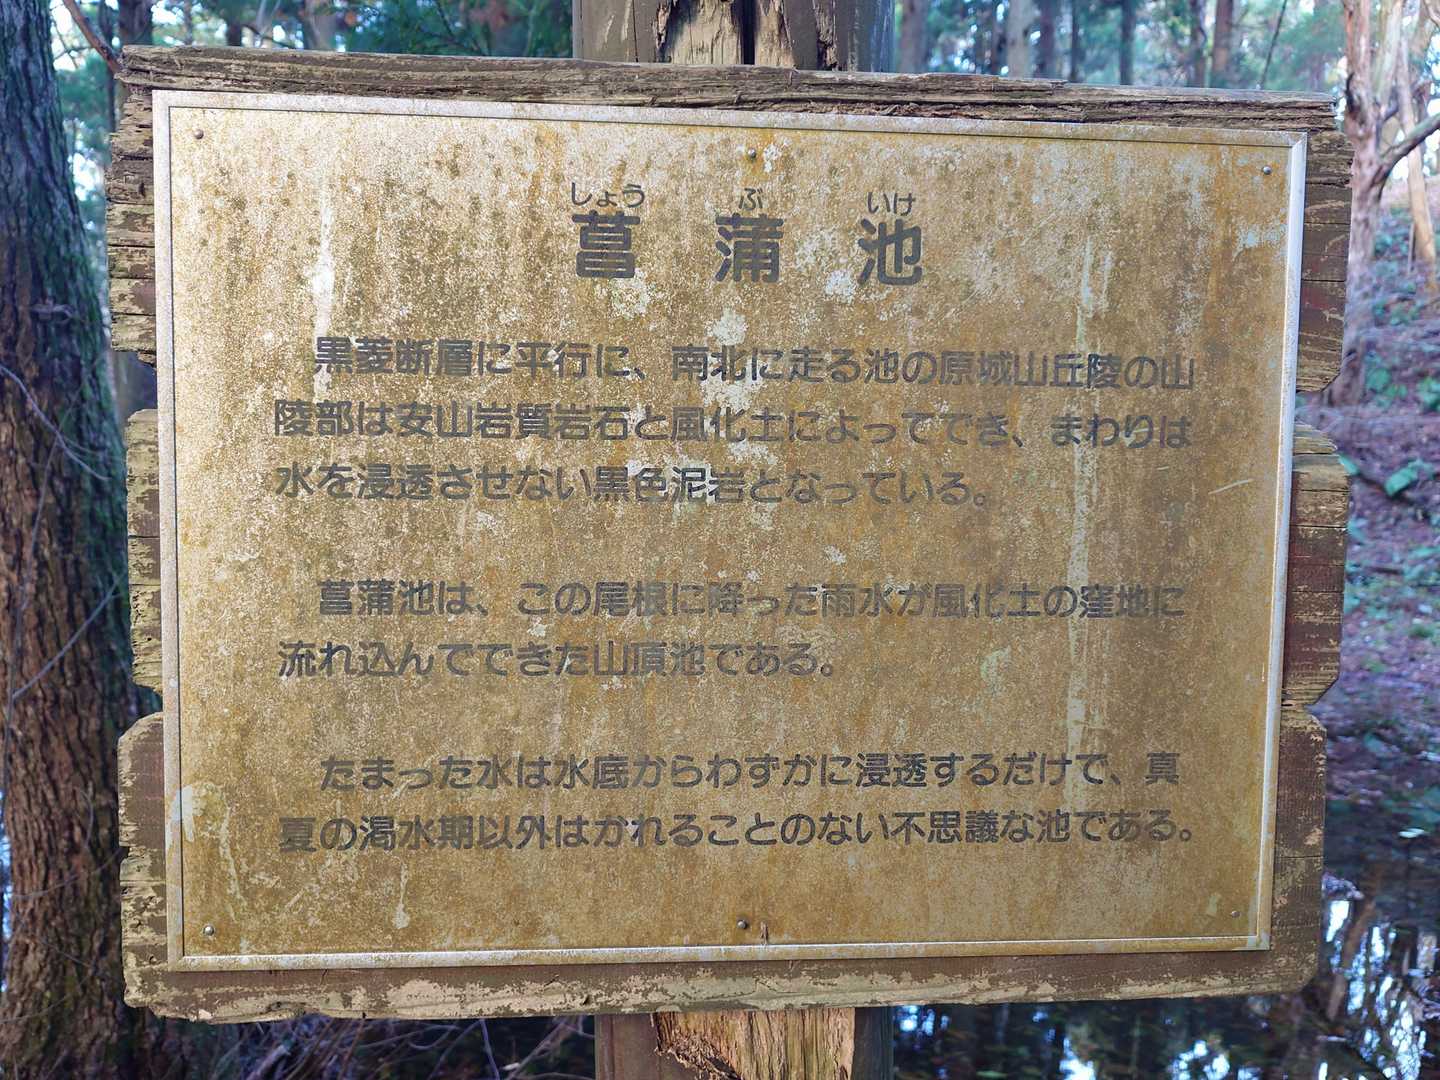 しょう ぶ いけ
菖 蒲 池
黒菱断層に平行に、南北に走る池の原城山丘陵の山
陵部は安山岩質岩石と風化土によってでき、まわりは
水を浸透させない黒色泥岩となっている。
菖蒲池は、この尾根に降った雨水が風化土の窪地に
流れ込んでできた山頂池である。
たまった水は水底からわずかに浸透するだけで、真
夏の渇水期以外はかれることのない不思議な池である。